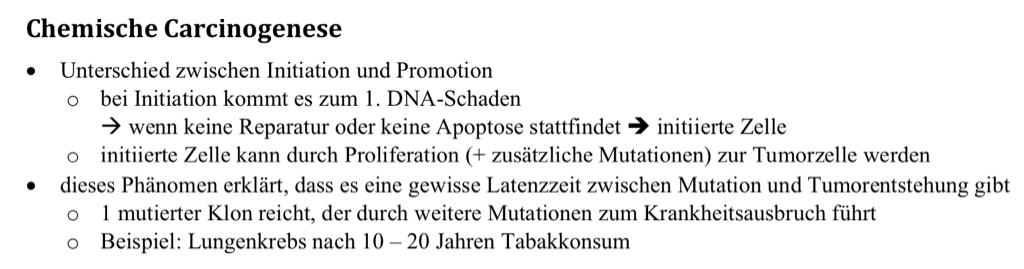 Chemische Carcinogenese
• Unterschied zwischen Initiation und Promotion
o bei Initiation kommt es zum 1. DNA-Schaden
→ wenn keine Reparatur oder keine Apoptose stattfindet ➔ initiierte Zelle
o initiierte Zelle kann durch Proliferation (+ zusätzliche Mutationen) zur Tumorzelle werden
• dieses Phänomen erklärt, dass es eine gewisse Latenzzeit zwischen Mutation und Tumorentstehung gibt
o 1 mutierter Klon reicht, der durch weitere Mutationen zum Krankheitsausbruch führt
o Beispiel: Lungenkrebs nach 10 – 20 Jahren Tabakkonsum